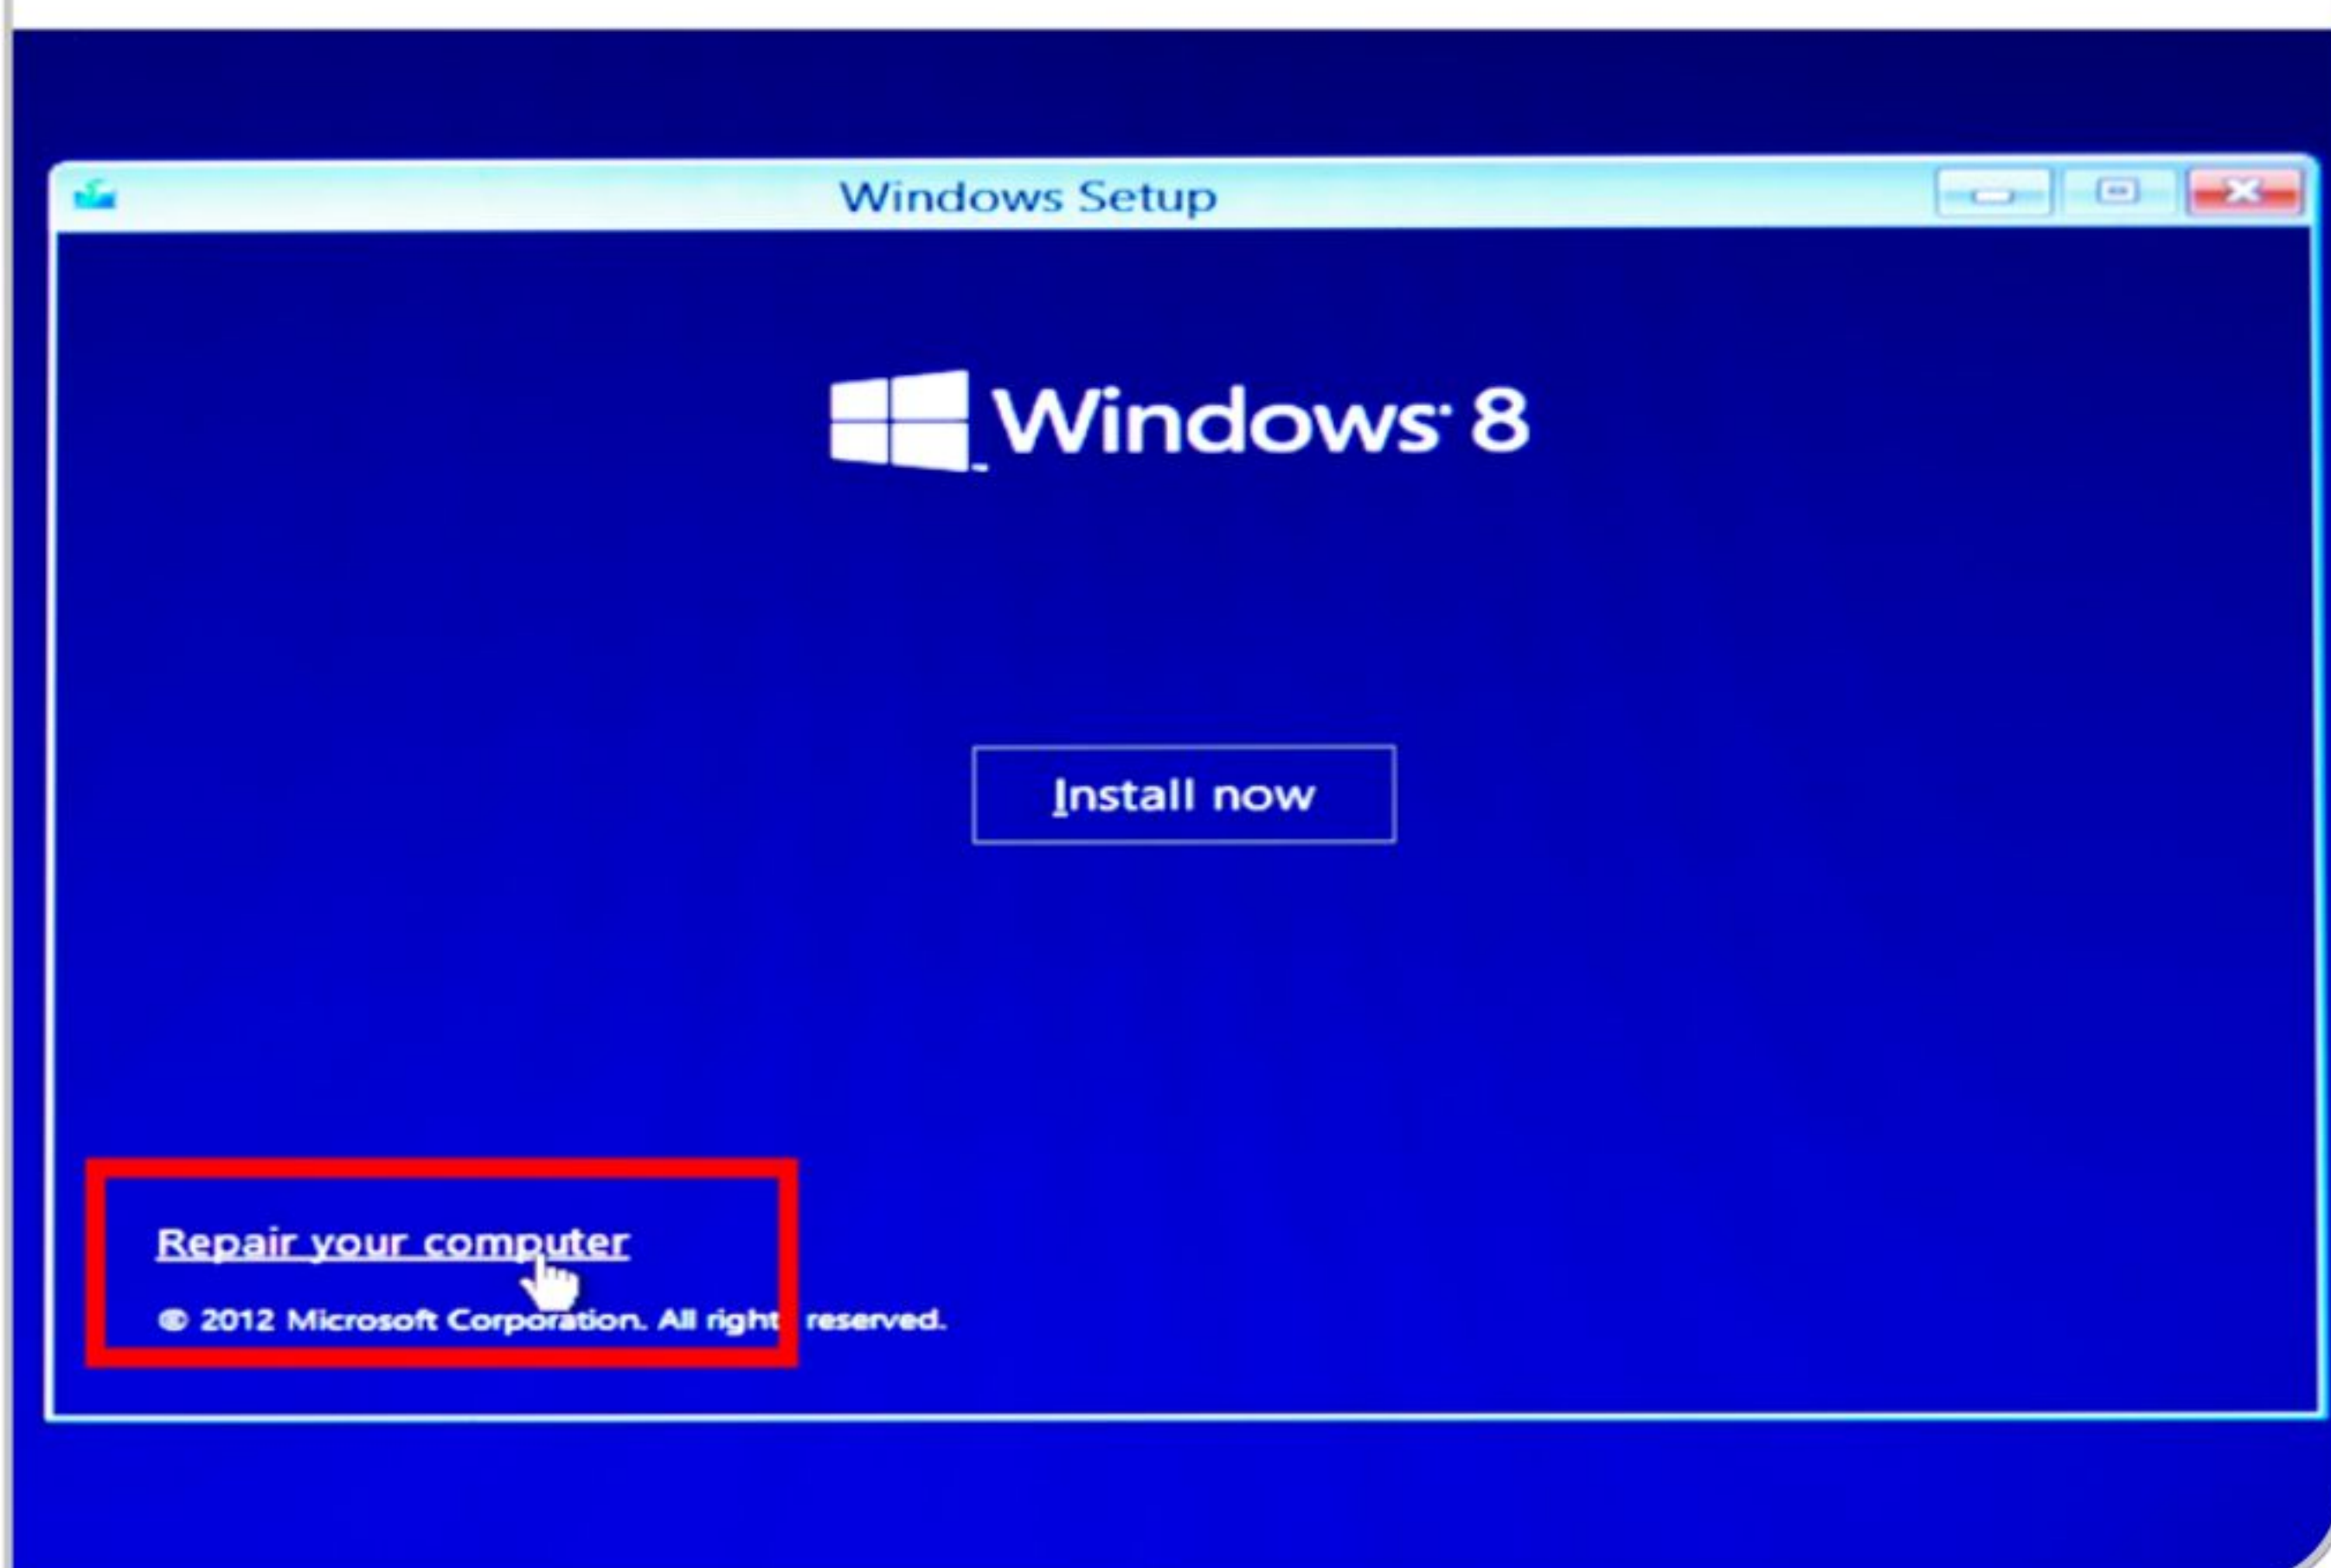 Windows Setup
Windows 8
Install now
Repair your computer
© 2012 Microsoft Corporation. All right reserved.